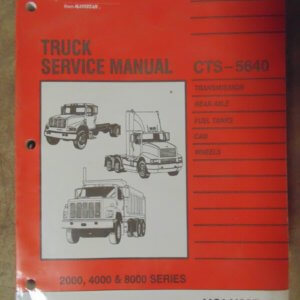 TRUCK
SERVICE MANUAL
CTS-5640
TRANSMISSION
REAR AXLE
FUEL TANKS
CAB
WHEELS
2000, 4000 & 8000 SERIES